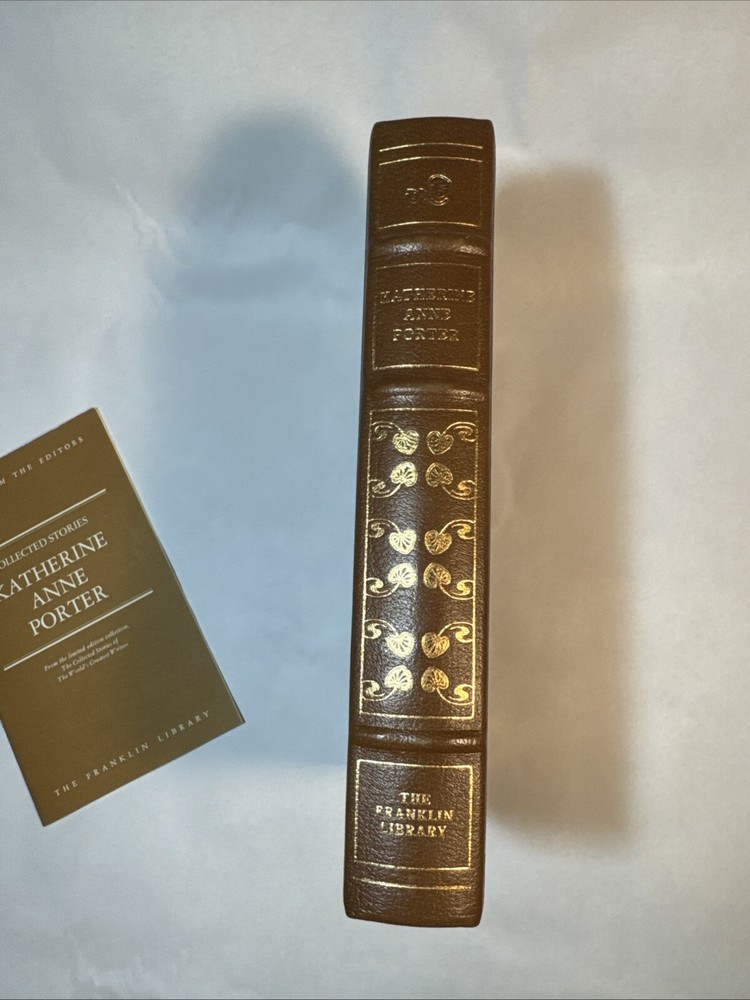 KATHERINE
ANNE
PORTER
THE
FRANKLIN
LIBRARY
M THE EDITORS
OLLECTED STORIES
KATHERINE
ANNE
PORTER
From the limited edition collection,
The Collected Stories of
The World's Greatest Writers
THE FRANKLIN LIBRARY